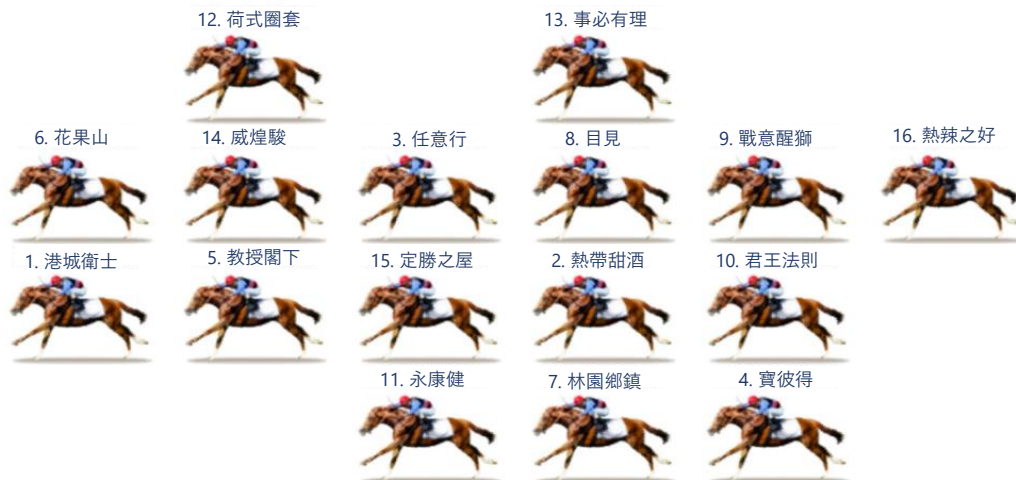 12. 荷式圈套
13. 事必有理
6. 花果山
14. 威煌駿
3. 任意行
8. 目見
9. 戰意醒獅
16. 熱辣之好
1. 港城衛士
5. 教授閣下
15. 定勝之屋
2. 熱帶甜酒
10. 君王法則
11. 永康健
7. 林園鄉鎮
4. 寶彼得